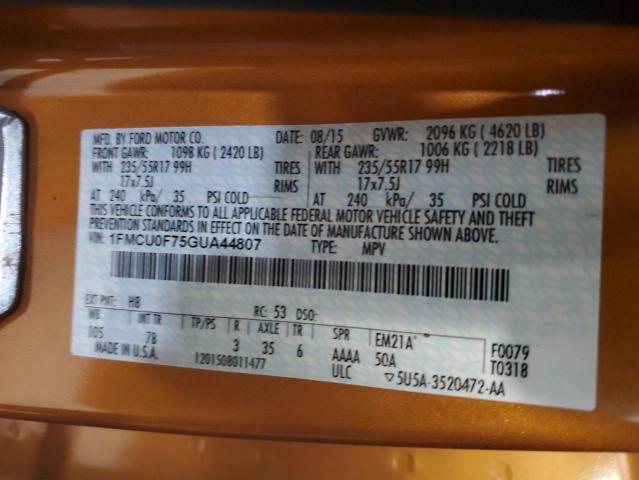 MFD. BY FORD MOTOR CO. DATE: 08/15 GVWR: 2096 KG ( 4620 LB)
FRONT GAWR: 1098 KG ( 2420 LB) REAR GAWR: 1006 KG ( 2218 LB)
WITH 235/55R17 99H TIRES WITH 235/55R17 99H TIRES
17x7.5J RIMS 17x7.5J RIMS
AT 240 kPa/ 35 PSI COLD AT 240 kPa/ 35 PSI COLD
THIS VEHICLE CONFORMS TO ALL APPLICABLE FEDERAL MOTOR VEHICLE SAFETY AND THEFT
PREVENTION STANDARDS IN EFFECT ON THE DATE OF MANUFACTURE SHOWN ABOVE.
VIN: 1FMCU0F75GUA44807 TYPE: MPV
EXT PNT: H8 RC: 53 DSO:
WB INT TR TP/PS R AXLE TR SPR EM21A F0079
105 7B 3 35 6 AAAA 50A T0318
MADE IN U.S.A. 1201508011477 ULC ▽5U5A-3520472-AA